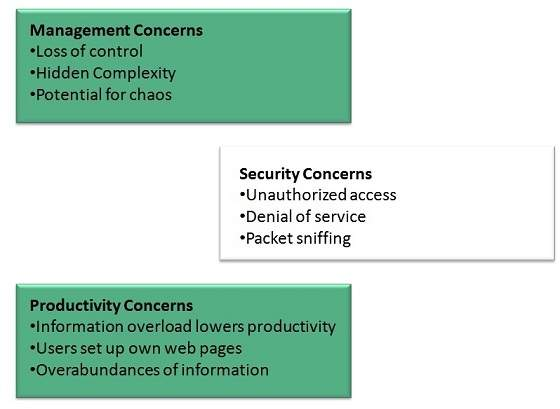 Management Concerns
•Loss of control
•Hidden Complexity
•Potential for chaos
Security Concerns
•Unauthorized access
•Denial of service
•Packet sniffing
Productivity Concerns
•Information overload lowers productivity
•Users set up own web pages
•Overabundances of information